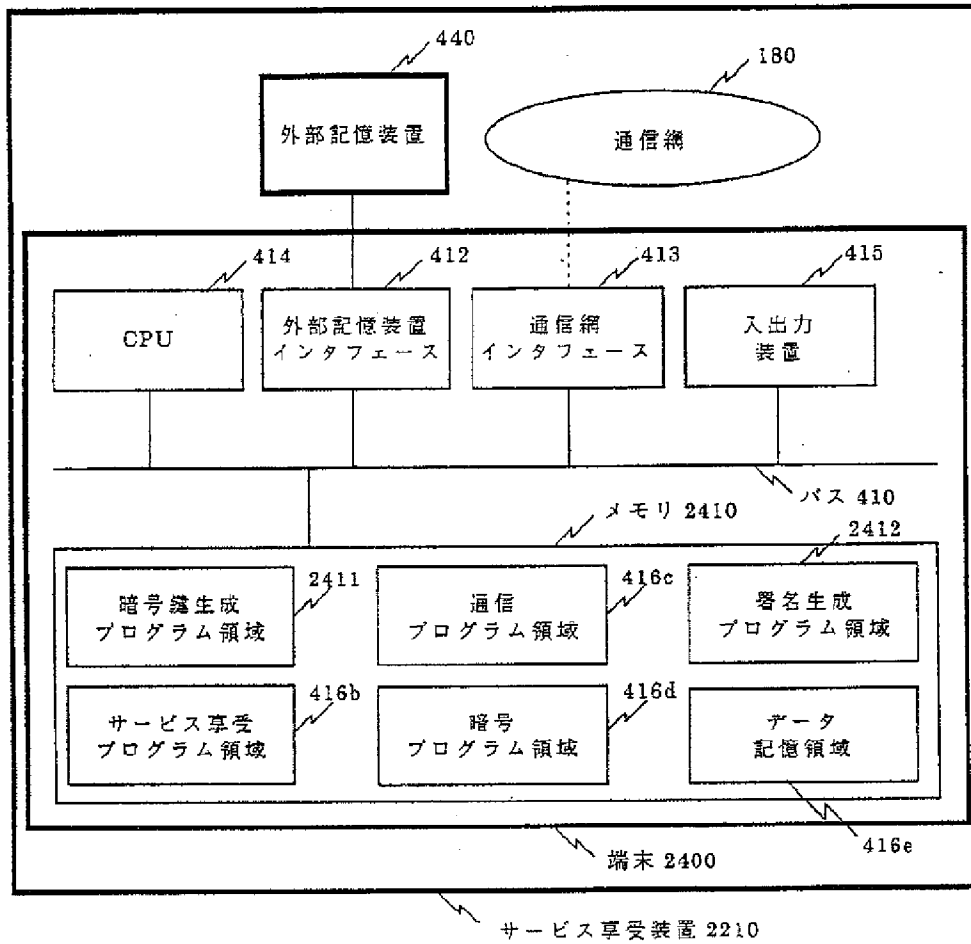 440
180
外部記憶装置
通信網
414
412
413
415
CPU
外部記憶装置
インタフェース
通信網
インタフェース
入出力
装置
バス 410
メモリ 2410
2412
2411
416c
暗号鍵生成
プログラム領域
通信
プログラム領域
署名生成
プログラム領域
416b
416d
サービス享受
プログラム領域
暗号
プログラム領域
データ
記憶領域
416e
端末 2400
サービス享受装置 2210